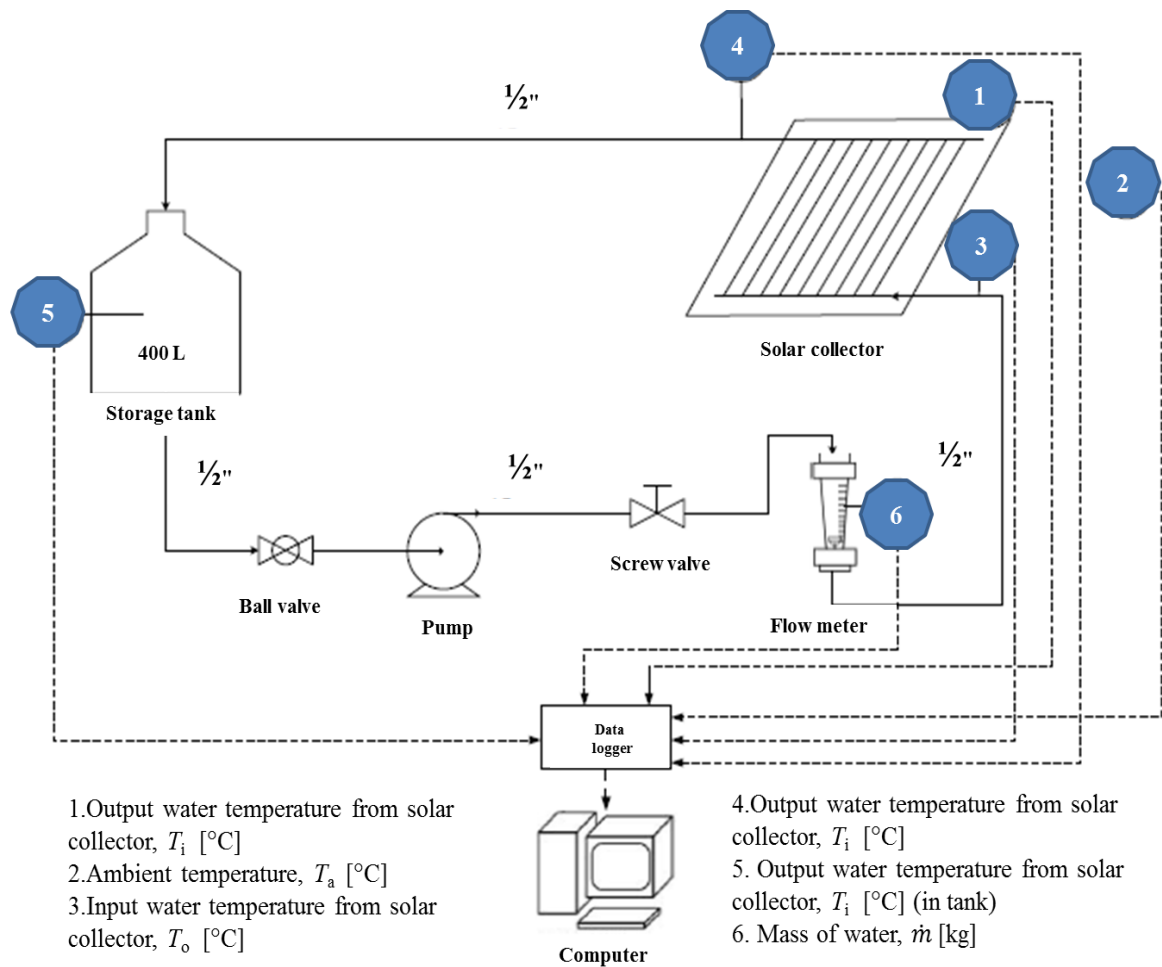 4
½"
1
2
3
5
400 L
Solar collector
Storage tank
½"
½"
½"
6
Screw valve
Ball valve
Pump
Flow meter
Data
logger
1.Output water temperature from solar
collector, Ti [°C]
2.Ambient temperature, Ta [°C]
3.Input water temperature from solar
collector, To [°C]
4.Output water temperature from solar
collector, Ti [°C]
5. Output water temperature from solar
collector, Ti [°C] (in tank)
6. Mass of water, ṁ [kg]
Computer